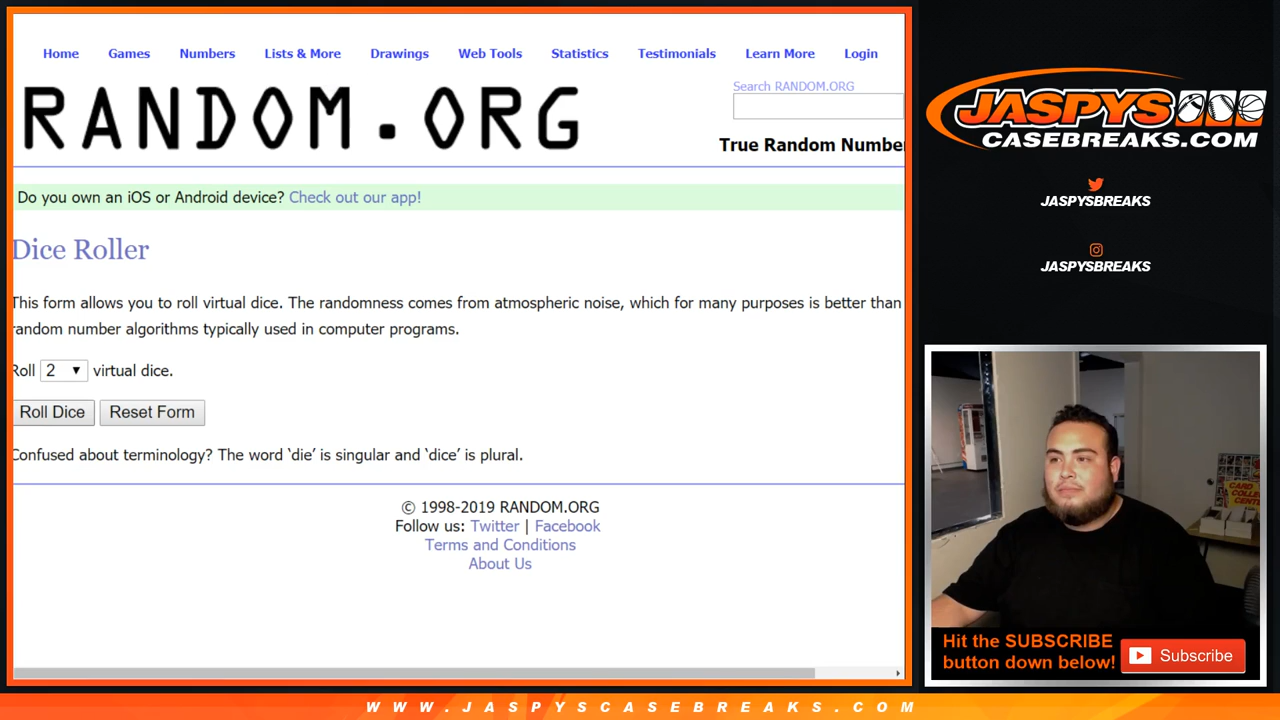 Home Games Numbers Lists & More Drawings Web Tools Statistics Testimonials Learn More Login
RANDOM.ORG
Search RANDOM.ORG
True Random Number
Do you own an iOS or Android device? Check out our app!
Dice Roller
This form allows you to roll virtual dice. The randomness comes from atmospheric noise, which for many purposes is better than
random number algorithms typically used in computer programs.
Roll 2 virtual dice.
Roll Dice Reset Form
Confused about terminology? The word ‘die’ is singular and ‘dice’ is plural.
© 1998-2019 RANDOM.ORG
Follow us: Twitter | Facebook
Terms and Conditions
About Us
JASPYS
CASEBREAKS.COM
JASPYSBREAKS
JASPYSBREAKS
CARD
COLLEC
CENTE
Hit the SUBSCRIBE
button down below!
Subscribe
WWW.JASPYSCASEBREAKS.COM